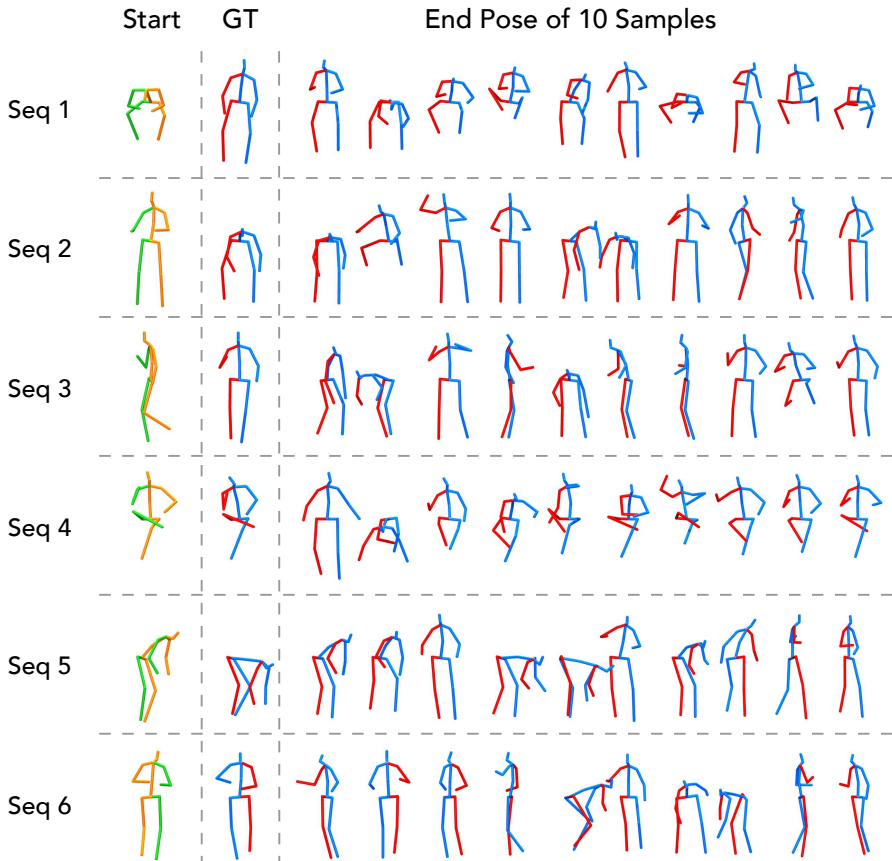 Start GT End Pose of 10 Samples
Seq 1
Seq 2
Seq 3
Seq 4
Seq 5
Seq 6